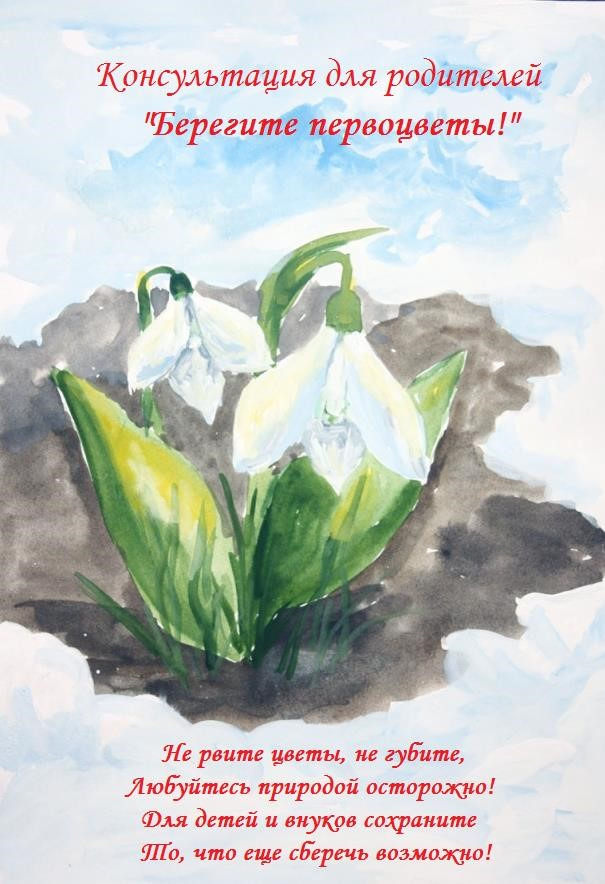 Консультация для родителей
"Берегите первоцветы!"
Не рвите цветы, не губите,
Любуйтесь природой осторожно!
Для детей и внуков сохраните
То, что еще сберечь возможно!